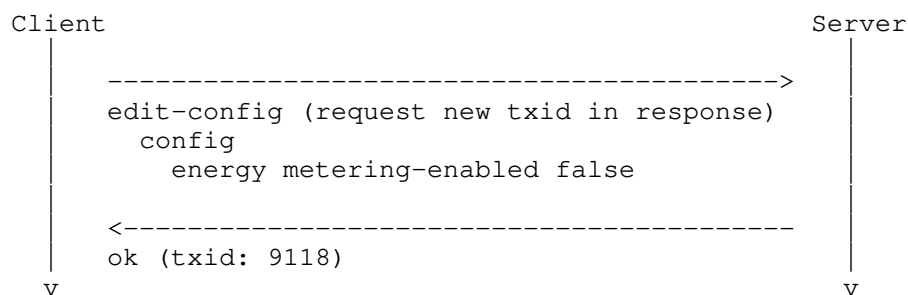 Client Server
edit-config (request new txid in response)
config
energy metering-enabled false
ok (txid: 9118)
v v